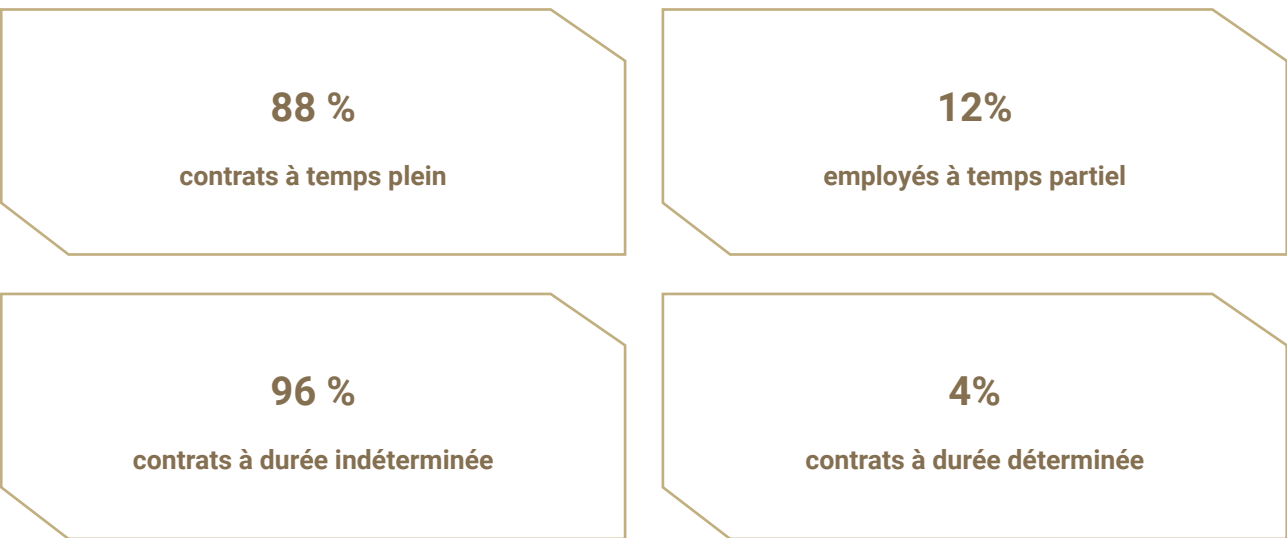 88 %
contrats à temps plein
12%
employés à temps partiel
96 %
contrats à durée indéterminée
4%
contrats à durée déterminée